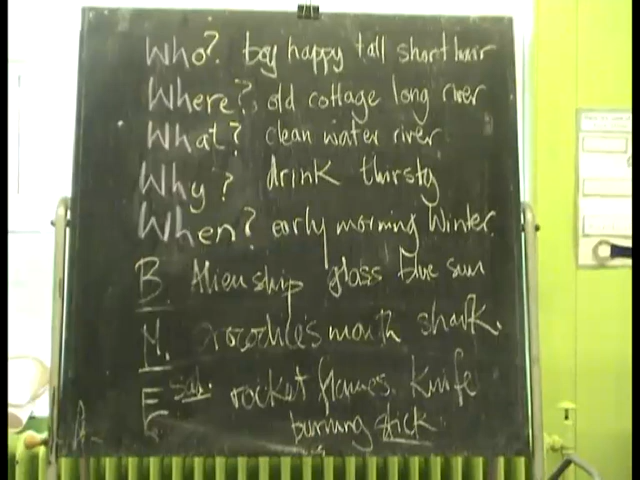 Who? boy happy tall short hair
Where? old cottage long river
What? clean water river
Why? drink thirsty
When? early morning Winter.
B. Alien ship glass blue sun
M. crocodile's mouth shark.
E sad. rocket flames. Knife
burning stick